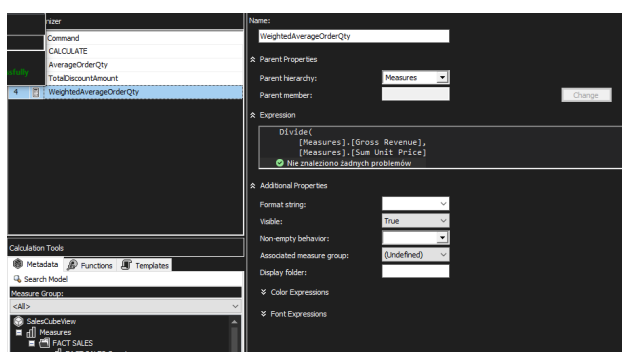 nizer
Command
CALCULATE
AverageOrderQty
TotalDiscountAmount
4 WeightedAverageOrderQty
Name:
WeightedAverageOrderQty
Parent Properties
Parent hierarchy: Measures
Parent member: Change
Expression
Divide(
[Measures].[Gross Revenue],
[Measures].[Sum Unit Price]
Nie znaleziono żadnych problemów
Additional Properties
Format string:
Visible: True
Non-empty behavior:
Associated measure group: (Undefined)
Display folder:
Color Expressions
Font Expressions
Calculation Tools
Metadata Functions Templates
Search Model
Measure Group:
<All>
SalesCubeView
Measures
FACT SALES